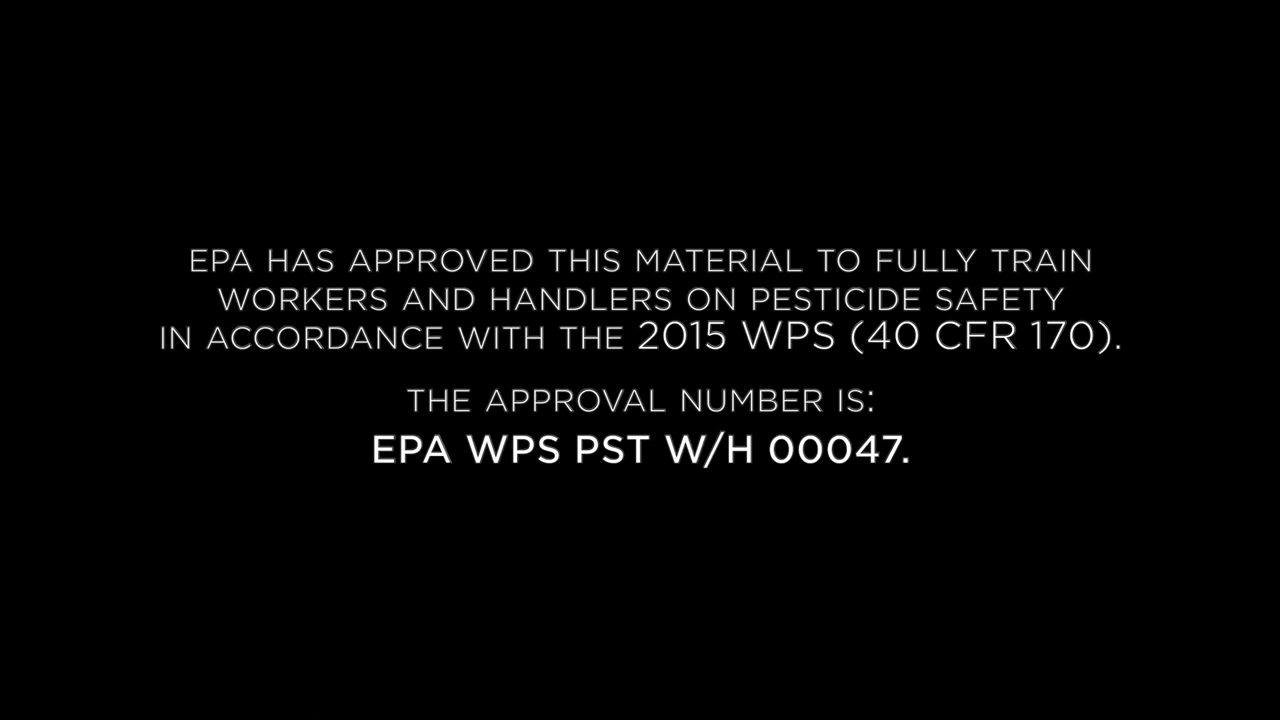 EPA HAS APPROVED THIS MATERIAL TO FULLY TRAIN
WORKERS AND HANDLERS ON PESTICIDE SAFETY
IN ACCORDANCE WITH THE 2015 WPS (40 CFR 170).
THE APPROVAL NUMBER IS:
EPA WPS PST W/H 00047.